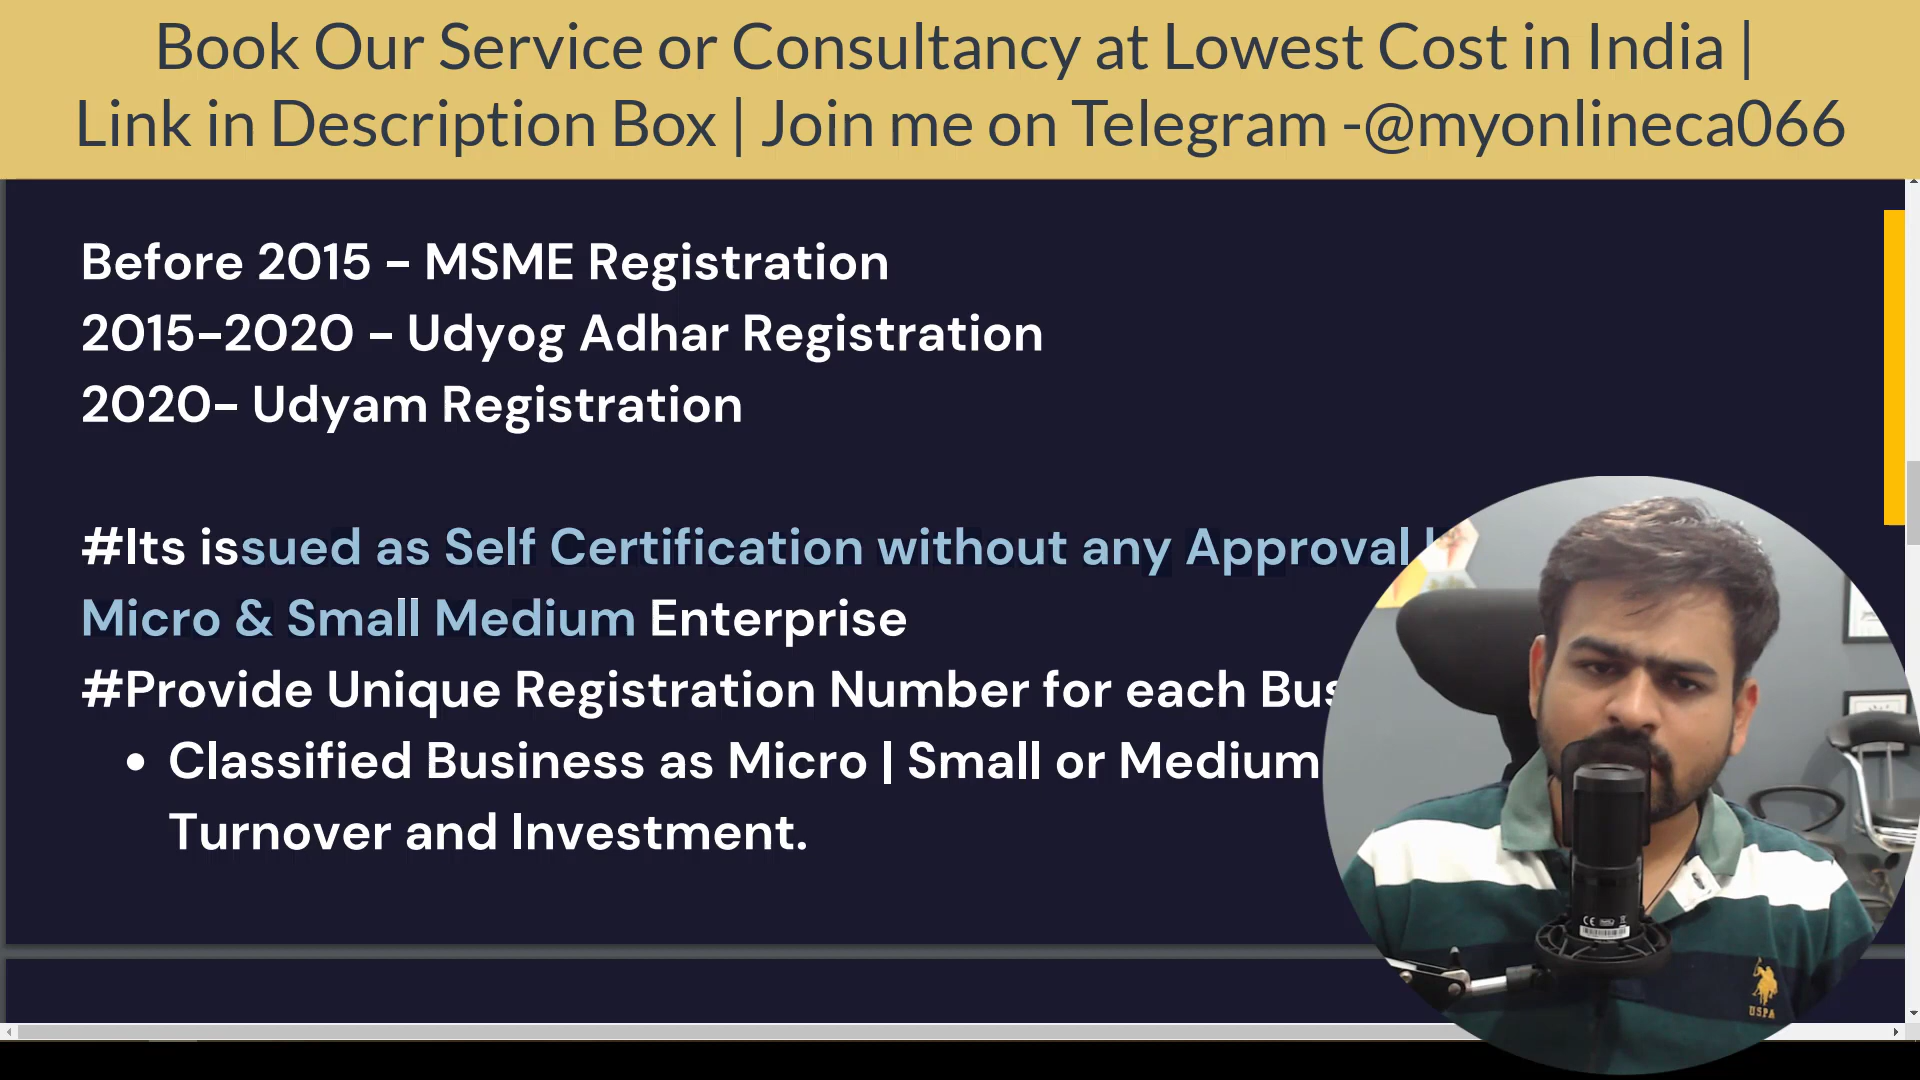 Book Our Service or Consultancy at Lowest Cost in India |
Link in Description Box | Join me on Telegram -@myonlineca066
Before 2015 - MSME Registration
2015-2020 - Udyog Adhar Registration
2020- Udyam Registration
#Its issued as Self Certification without any Approval
Micro & Small Medium Enterprise
#Provide Unique Registration Number for each
• Classified Business as Micro | Small or Medium
Turnover and Investment.
USPA